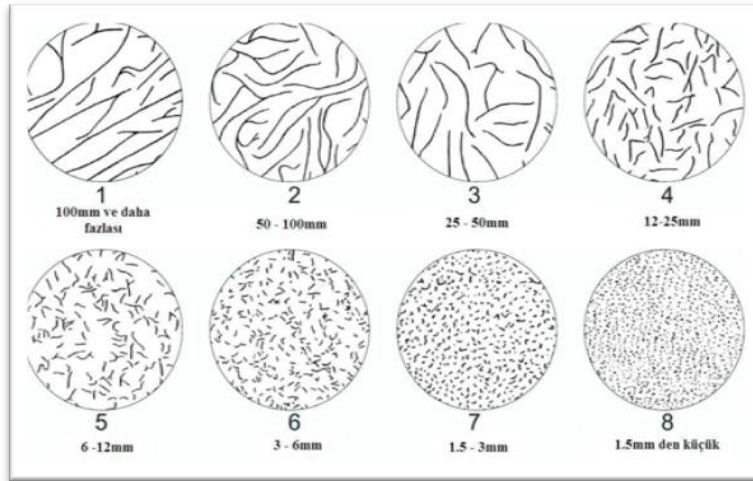 1
100mm ve daha
fazlası
2
50 - 100mm
3
25 - 50mm
4
12-25mm
5
6 -12mm
6
3 - 6mm
7
1.5 - 3mm
8
1.5mm den küçük